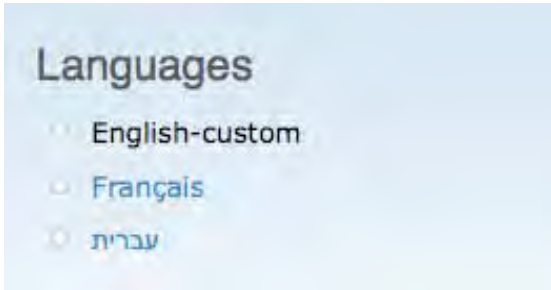 Languages
English-custom
Français
עברית